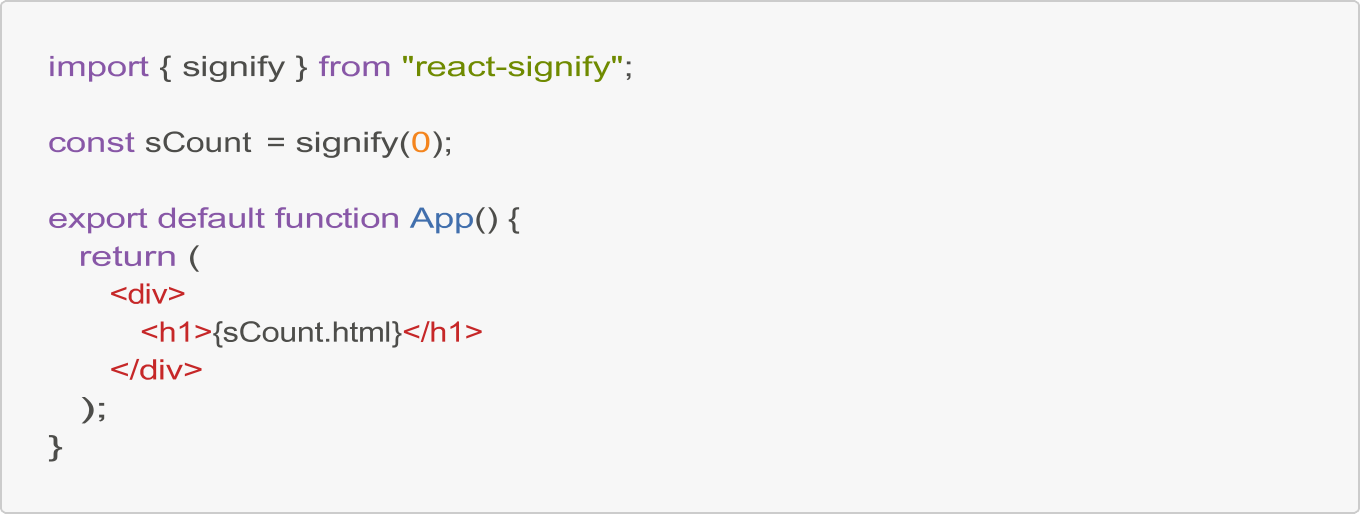 import { signify } from "react-signify";
const sCount = signify(0);
export default function App() {
return (
<div>
<h1>{sCount.html}</h1>
</div>
);
}